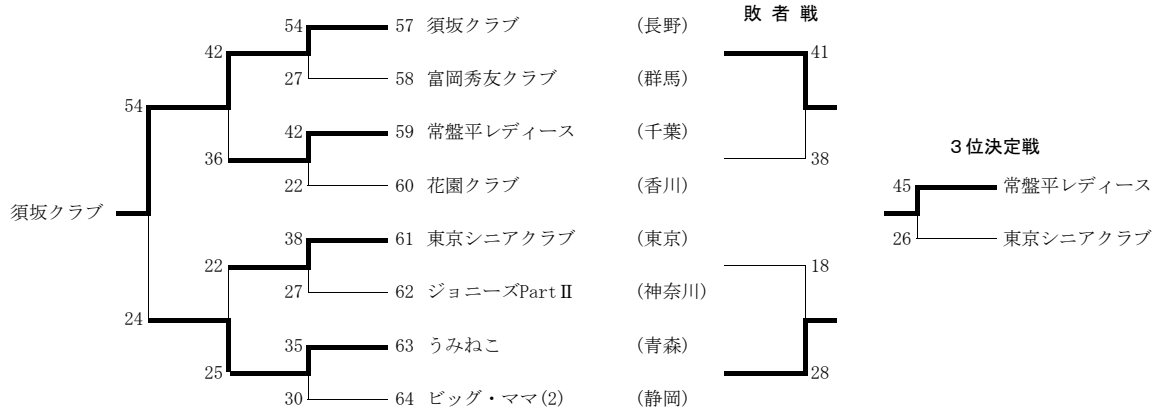 敗 者 戦
54 57 須坂クラブ (長野)
42 41
27 58 富岡秀友クラブ (群馬)
54
42 59 常盤平レディース (千葉)
３位決定戦
36 38
22 60 花園クラブ (香川) 45 常盤平レディース
須坂クラブ
38 61 東京シニアクラブ (東京) 26 東京シニアクラブ
22 18
27 62 ジョニーズPartⅡ (神奈川)
24
35 63 うみねこ (青森)
25 28
30 64 ビッグ・ママ(2) (静岡)